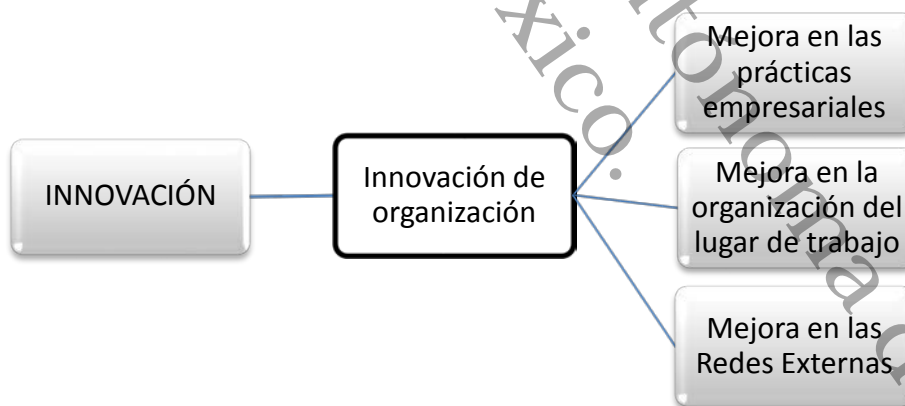 INNOVACIÓN
Innovación de
organización
Mejora en las
prácticas
empresariales
Mejora en la
organización del
lugar de trabajo
Mejora en las
Redes Externas